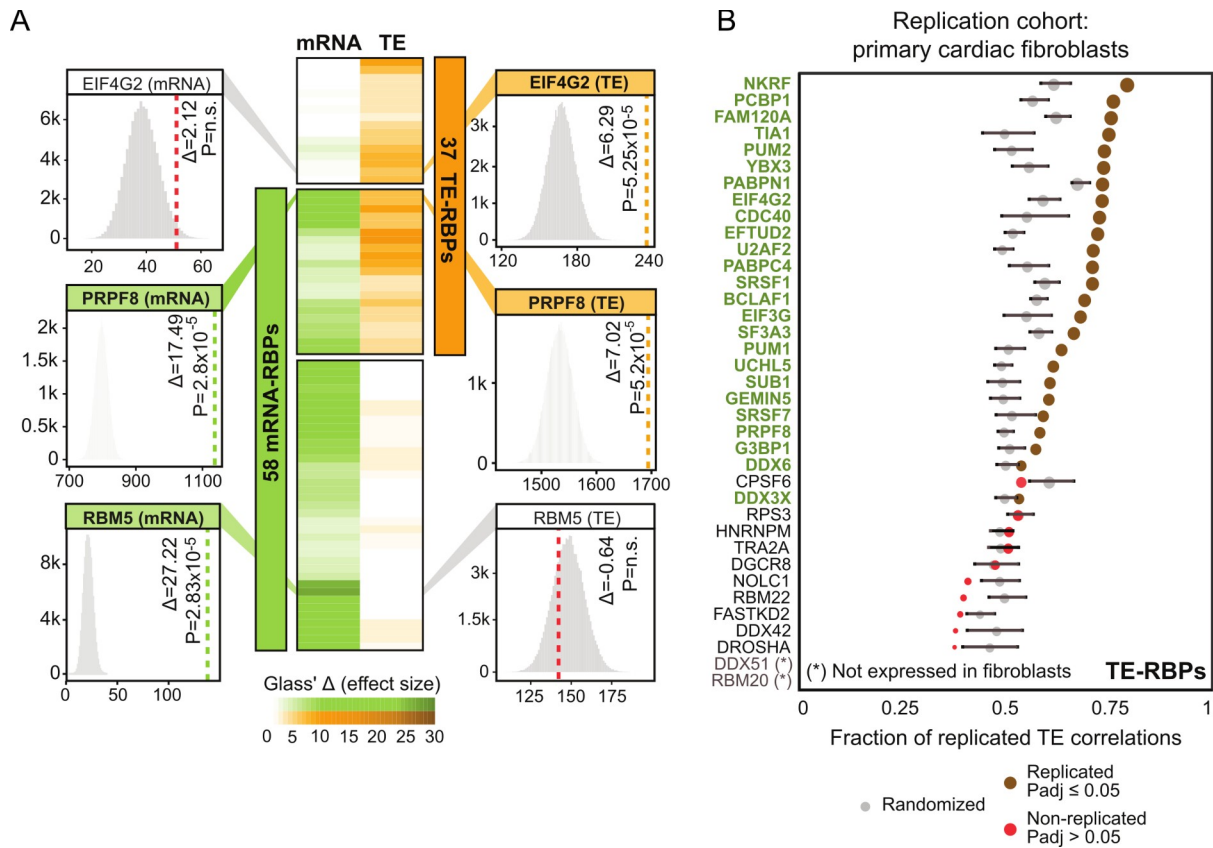 A
mRNA TE
EIF4G2 (mRNA)
6k
4k
2k
0
20 40 60
Δ=2.12
P=n.s.
PRPF8 (mRNA)
2k
1.5k
1k
0.5k
0
700 900 1100
Δ=17.49
P=2.8x10-5
RBM5 (mRNA)
8k
4k
2k
0
0 50 100
Δ=27.22
P=2.83x10-5
58 mRNA-RBPs
37 TE-RBPs
EIF4G2 (TE)
3k
2k
1k
0
120 180 240
Δ=6.29
P=5.25x10-5
PRPF8 (TE)
1k
0
1500 1600 1700
Δ=7.02
P=5.2x10-5
RBM5 (TE)
3k
1.5k
0
125 150 175
Δ=-0.64
P=n.s.
Glass' Δ (effect size)
0 5 10 15 20 25 30
B
Replication cohort:
primary cardiac fibroblasts
NKRF
PCBP1
FAM120A
TIA1
PUM2
YBX3
PABPN1
EIF4G2
CDC40
EFTUD2
U2AF2
PABPC4
SRSF1
BCLAF1
EIF3G
SF3A3
PUM1
UCHL5
SUB1
GEMIN5
SRSF7
PRPF8
G3BP1
DDX6
CPSF6
DDX3X
RPS3
HNRNPM
TRA2A
DGCR8
NOLC1
RBM22
FASTKD2
DDX42
DROSHA
DDX51 (*)
RBM20 (*)
(*) Not expressed in fibroblasts
TE-RBPs
0 0.25 0.5 0.75 1
Fraction of replicated TE correlations
Randomized
Replicated
Padj ≤ 0.05
Non-replicated
Padj > 0.05